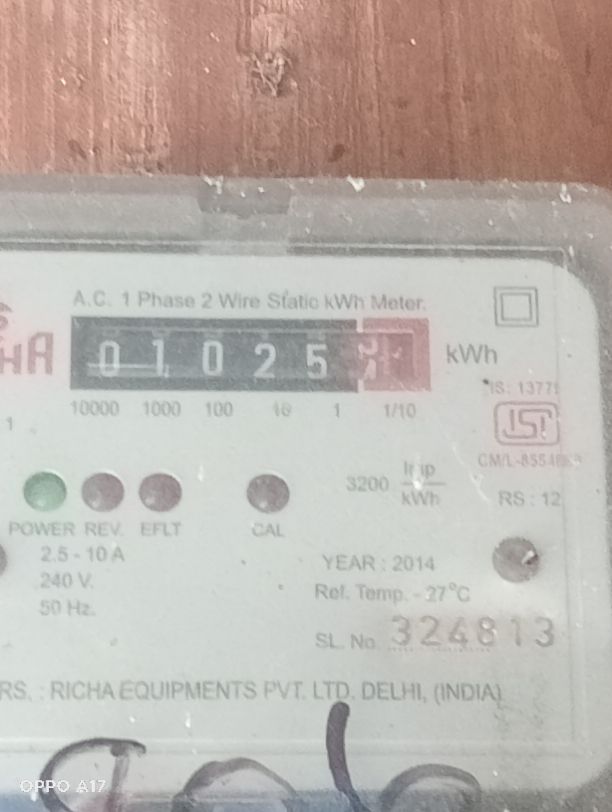 A.C. 1 Phase 2 Wire Static kWh Meter.
HA
0 1 0 2 5
kWh
10000 1000 100 10 1 1/10
1
IS: 13771
ISI
3200 Imp/kWh
RS : 12
POWER REV. EFLT CAL
2.5 - 10 A
240 V.
50 Hz.
YEAR : 2014
Ref. Temp. - 27°C
SL. No. 324813
RS. : RICHA EQUIPMENTS PVT. LTD. DELHI, (INDIA)
OPPO A17